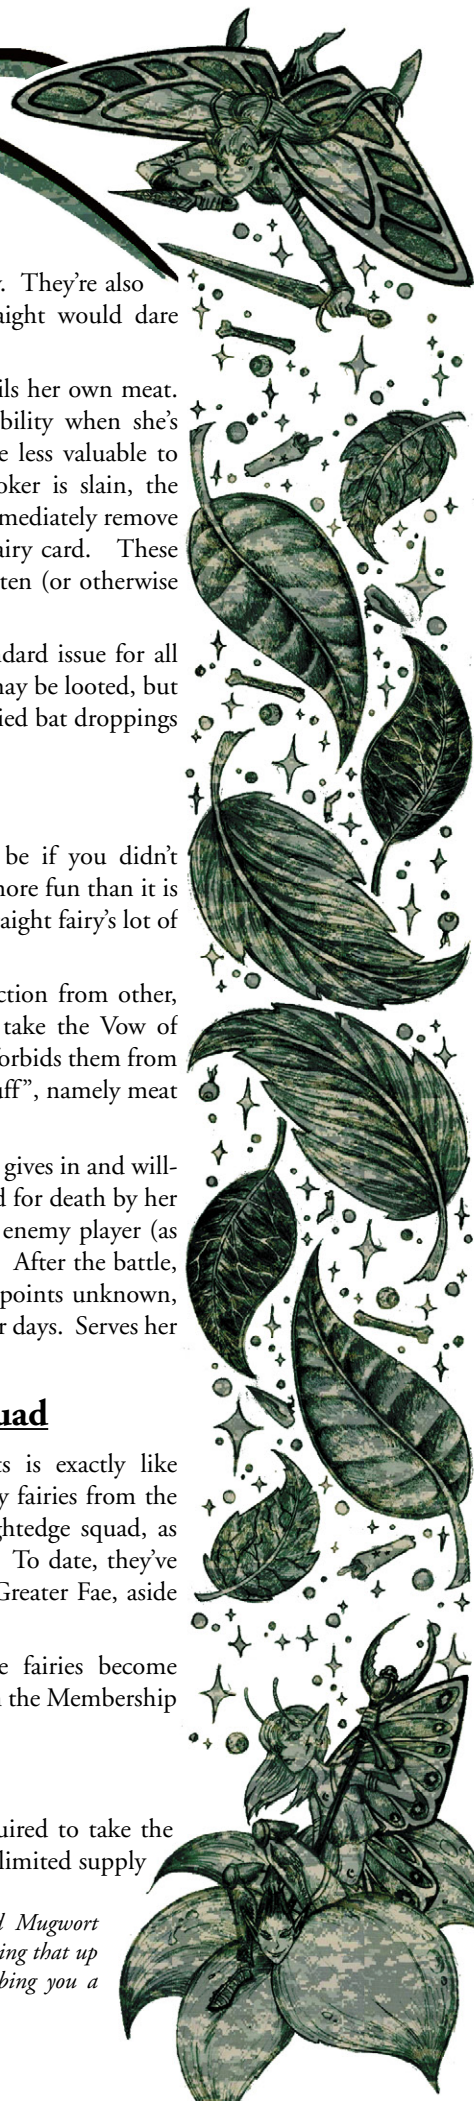 . They're also
aight would dare
ils her own meat.
bility when she's
e less valuable to
oker is slain, the
mmediately remove
airy card. These
ten (or otherwise
ndard issue for all
may be looted, but
ied bat droppings
be if you didn't
more fun than it is
aight fairy's lot of
ction from other,
take the Vow of
forbids them from
uff", namely meat
gives in and will-
d for death by her
enemy player (as
After the battle,
points unknown,
r days. Serves her
uad
ts is exactly like
y fairies from the
ghtedge squad, as
To date, they've
Greater Fae, aside
e fairies become
n the Membership
uired to take the
limited supply
d Mugwort
ing that up
bing you a